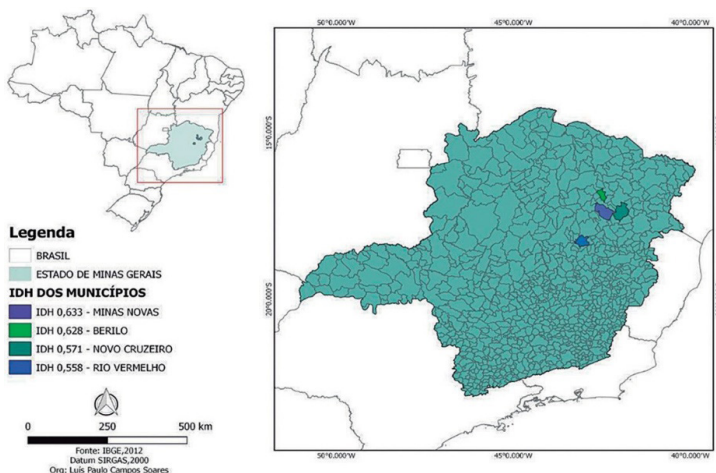 50°0.000'W
45°0.000'W
40°0.000'W
15°0.000'S
20°0.000'S
Legenda
BRASIL
ESTADO DE MINAS GERAIS
IDH DOS MUNICÍPIOS
IDH 0,633 - MINAS NOVAS
IDH 0,628 - BERILO
IDH 0,571 - NOVO CRUZEIRO
IDH 0,558 - RIO VERMELHO
0 250 500 km
Fonte: IBGE,2012
Datum SIRGAS,2000
Org: Luis Paulo Campos Soares
50°0.000'W
45°0.000'W
40°0.000'W